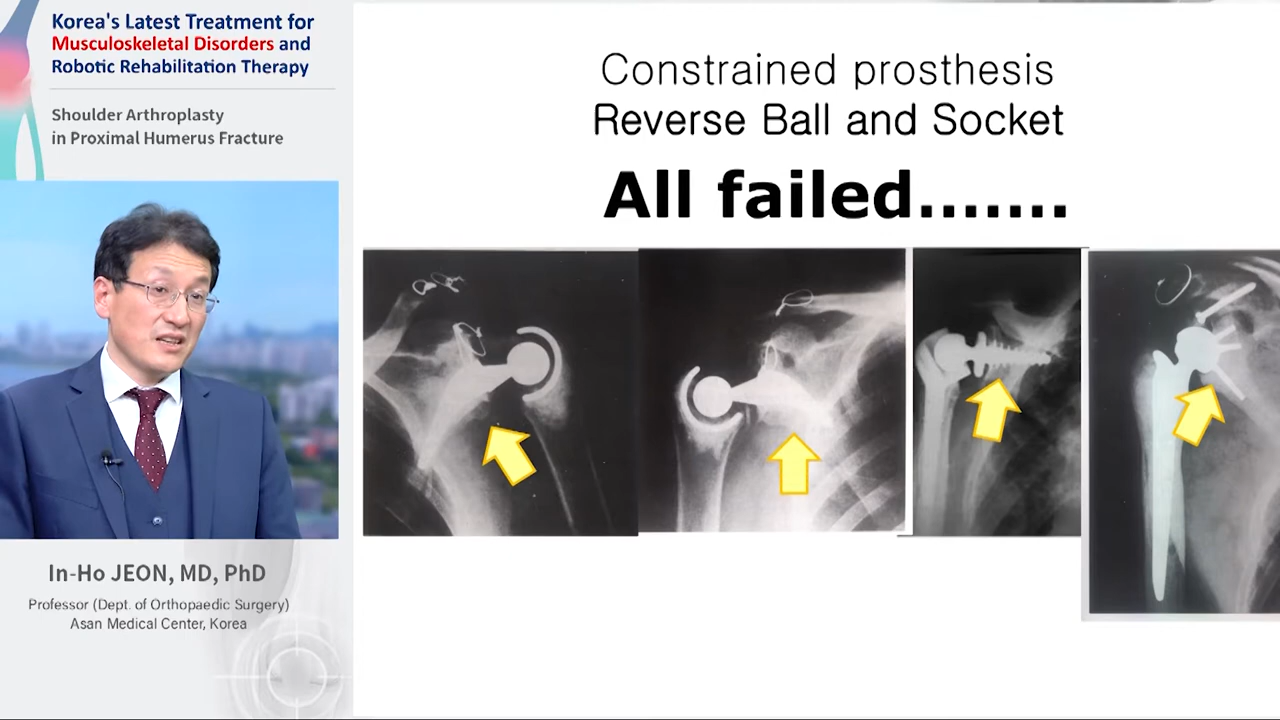 Korea's Latest Treatment for
Musculoskeletal Disorders and
Robotic Rehabilitation Therapy
Shoulder Arthroplasty
in Proximal Humerus Fracture
In-Ho JEON, MD, PhD
Professor (Dept. of Orthopaedic Surgery)
Asan Medical Center, Korea
Constrained prosthesis
Reverse Ball and Socket
All failed.......